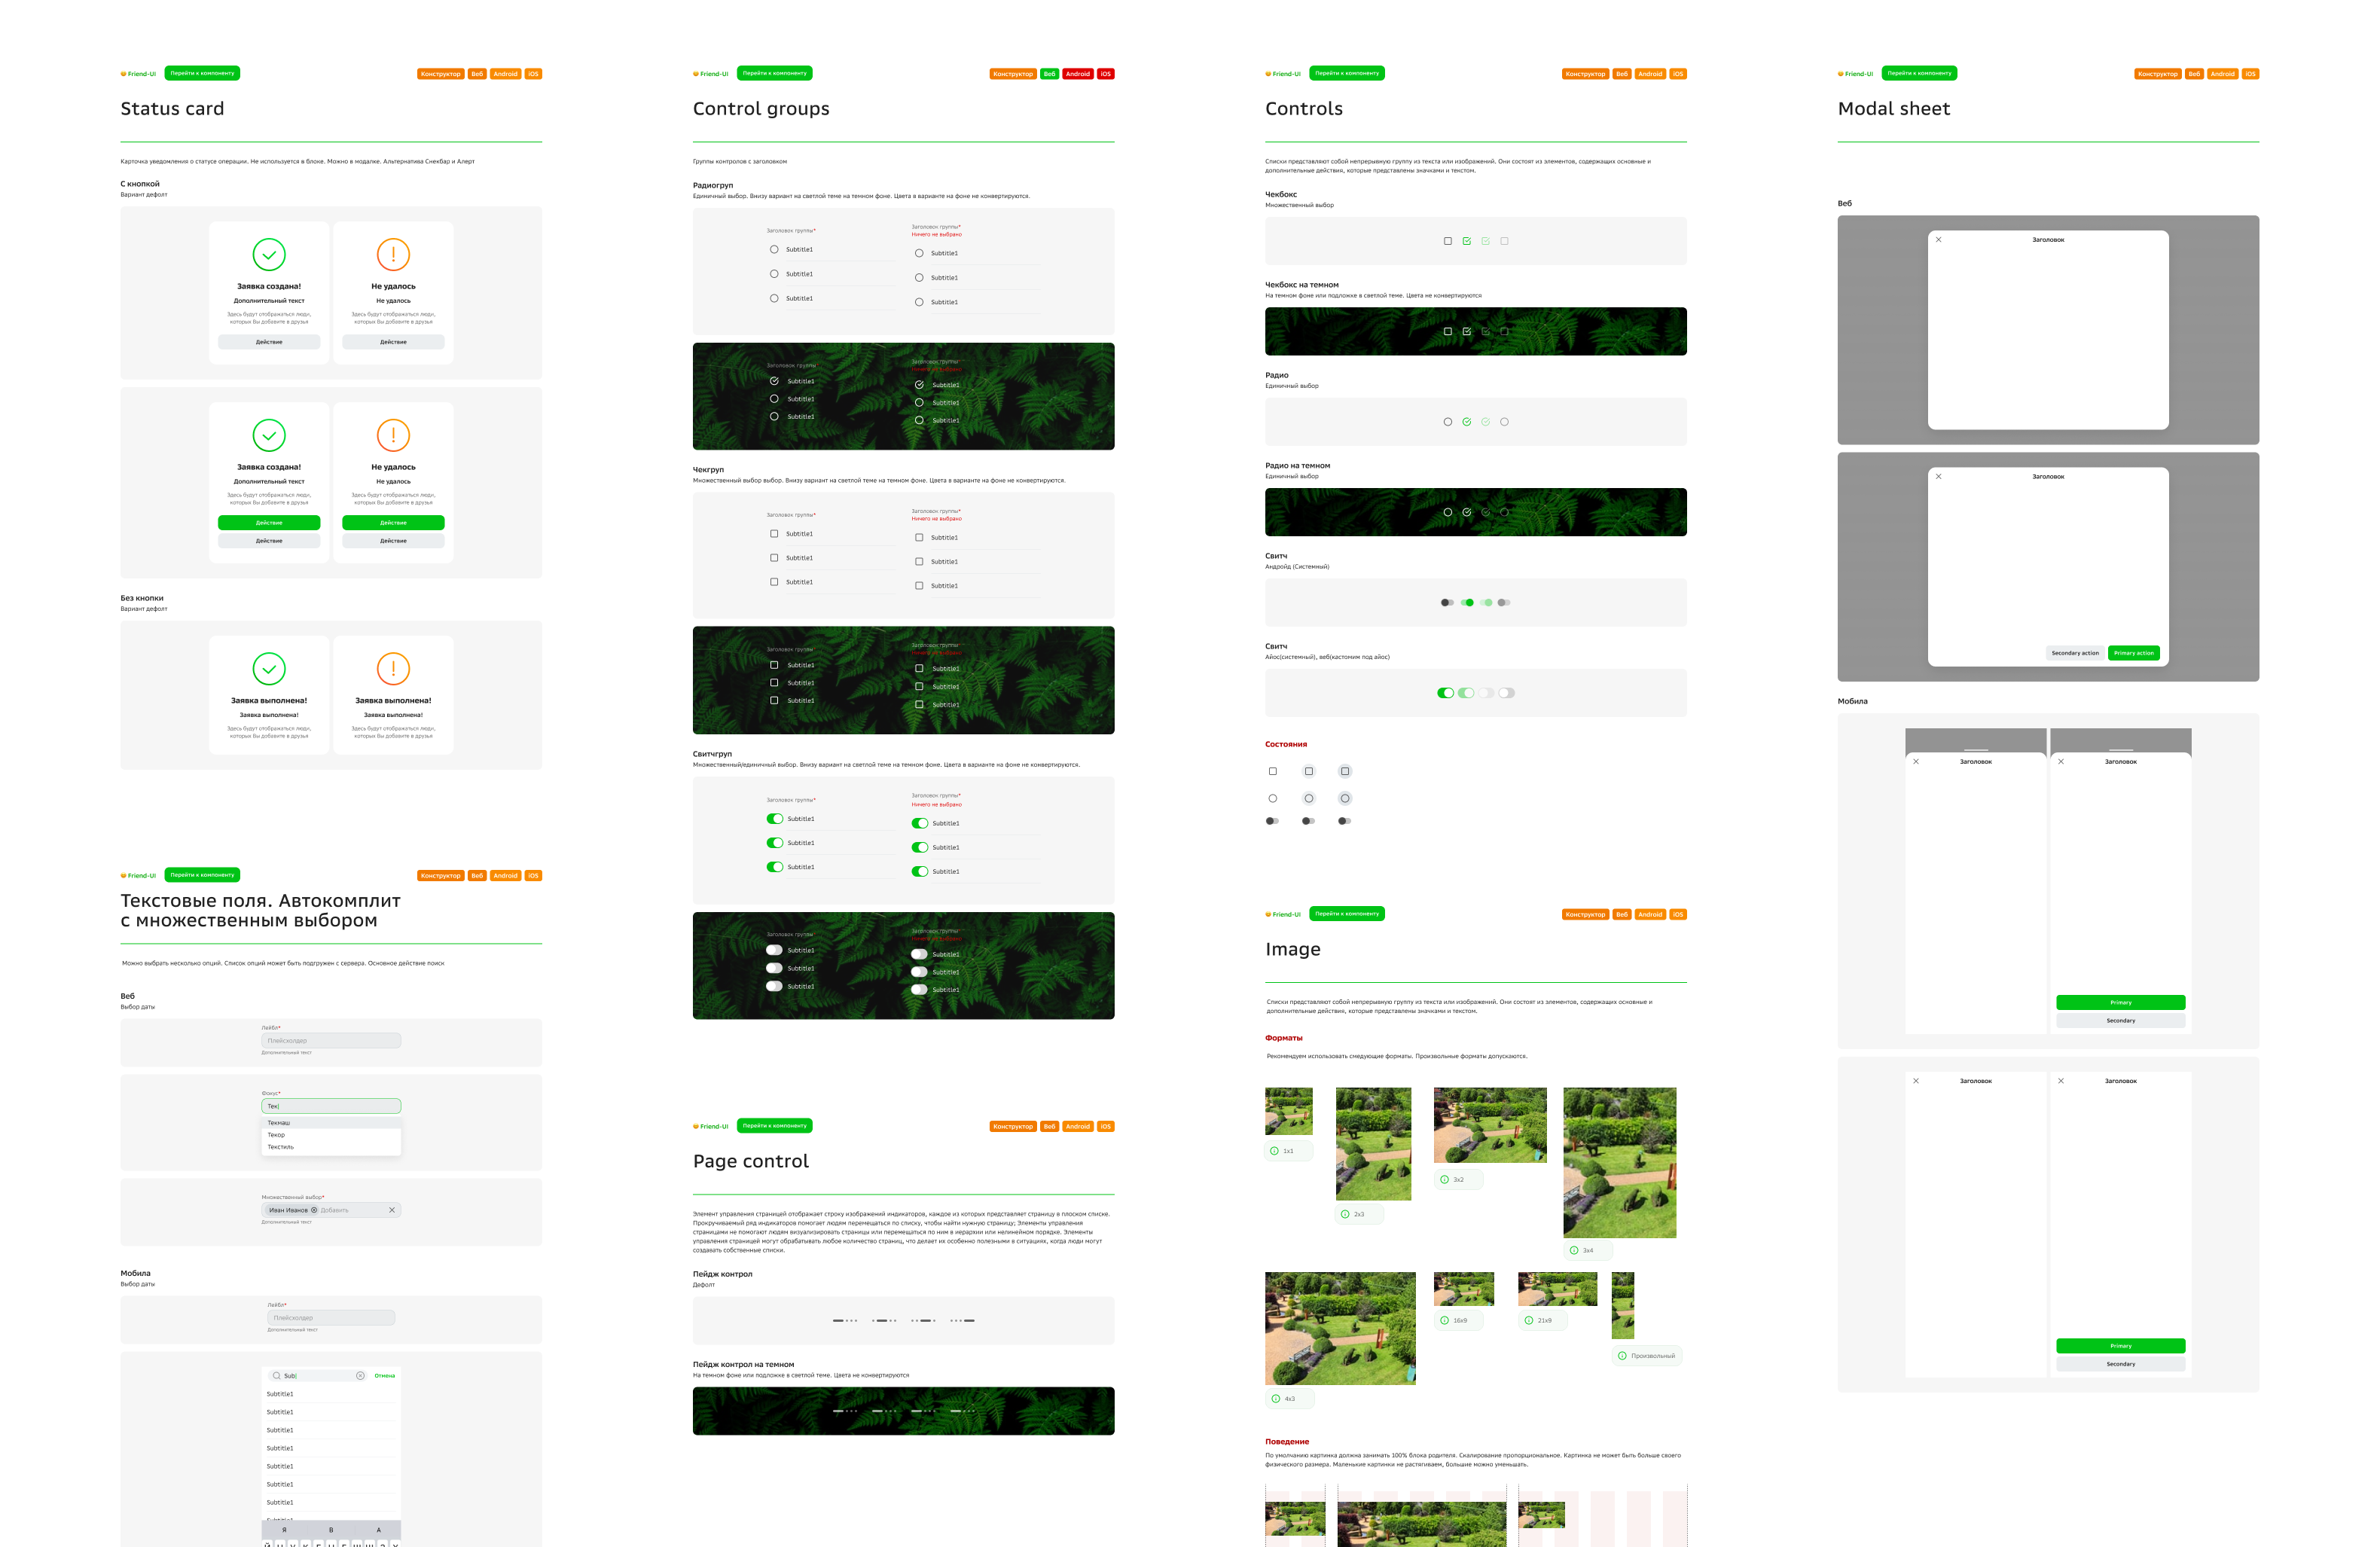 Friend-UI
Перейти к компоненту
Конструктор Веб Android iOS
Status card
Карточка уведомления о статусе операции. Не используется в блоке. Можно в модалке. Альтернатива Снекбар и Алерт
С кнопкой
Вариант дефолт
Заявка создана!
Дополнительный текст
Здесь будут отображаться люди,
которых Вы добавите в друзья
Действие
Не удалось
Не удалось
Здесь будут отображаться люди,
которых Вы добавите в друзья
Действие
Заявка создана!
Дополнительный текст
Здесь будут отображаться люди,
которых Вы добавите в друзья
Действие
Действие
Не удалось
Не удалось
Здесь будут отображаться люди,
которых Вы добавите в друзья
Действие
Действие
Без кнопки
Вариант дефолт
Заявка выполнена!
Заявка выполнена!
Здесь будут отображаться люди,
которых Вы добавите в друзья
Заявка выполнена!
Заявка выполнена!
Здесь будут отображаться люди,
которых Вы добавите в друзья
Friend-UI
Перейти к компоненту
Конструктор Веб Android iOS
Текстовые поля. Автокомплит
с множественным выбором
Можно выбрать несколько опций. Список опций может быть подгружен с сервера. Основное действие поиск
Веб
Выбор даты
Лейбл*
Плейсхолдер
Дополнительный текст
Фокус*
Тек
Текмаш
Текор
Текстиль
Множественный выбор*
Иван Иванов Добавить
Дополнительный текст
Мобила
Выбор даты
Лейбл*
Плейсхолдер
Дополнительный текст
Sub
Отмена
Subtitle1
Subtitle1
Subtitle1
Subtitle1
Subtitle1
Subtitle1
Subtitle1
Я В А
Friend-UI
Перейти к компоненту
Конструктор Веб Android iOS
Control groups
Группы контролов с заголовком
Радиогруп
Единичный выбор. Внизу вариант на светлой теме на темном фоне. Цвета в варианте на фоне не конвертируются.
Заголовок группы*
Subtitle1
Subtitle1
Subtitle1
Заголовок группы*
Ничего не выбрано
Subtitle1
Subtitle1
Subtitle1
Заголовок группы
Subtitle1
Subtitle1
Subtitle1
Заголовок группы
Ничего не выбрано
Subtitle1
Subtitle1
Subtitle1
Чекгруп
Множественный выбор выбор. Внизу вариант на светлой теме на темном фоне. Цвета в варианте на фоне не конвертируются.
Заголовок группы*
Subtitle1
Subtitle1
Subtitle1
Заголовок группы*
Ничего не выбрано
Subtitle1
Subtitle1
Subtitle1
Заголовок группы
Subtitle1
Subtitle1
Subtitle1
Заголовок группы
Ничего не выбрано
Subtitle1
Subtitle1
Subtitle1
Свитчгруп
Множественный/единичный выбор. Внизу вариант на светлой теме на темном фоне. Цвета в варианте на фоне не конвертируются.
Заголовок группы*
Subtitle1
Subtitle1
Subtitle1
Заголовок группы*
Ничего не выбрано
Subtitle1
Subtitle1
Subtitle1
Заголовок группы
Subtitle1
Subtitle1
Subtitle1
Заголовок группы
Ничего не выбрано
Subtitle1
Subtitle1
Subtitle1
Friend-UI
Перейти к компоненту
Конструктор Веб Android iOS
Page control
Элемент управления страницей отображает строку изображений индикаторов, каждое из которых представляет страницу в плоском списке.
Прокручиваемый ряд индикаторов помогает людям перемещаться по списку, чтобы найти нужную страницу; Элементы управления
страницами не помогают людям визуализировать страницы или перемещаться по ним в иерархии или нелинейном порядке. Элементы
управления страницей могут обрабатывать любое количество страниц, что делает их особенно полезными в ситуациях, когда люди могут
создавать собственные списки.
Пейдж контрол
Дефолт
Пейдж контрол на темном
На темном фоне или подложке в светлой теме. Цвета не конвертируются
Friend-UI
Перейти к компоненту
Конструктор Веб Android iOS
Controls
Списки представляют собой непрерывную группу из текста или изображений. Они состоят из элементов, содержащих основные и
дополнительные действия, которые представлены значками и текстом.
Чекбокс
Множественный выбор
Чекбокс на темном
На темном фоне или подложке в светлой теме. Цвета не конвертируются
Радио
Единичный выбор
Радио на темном
Единичный выбор
Свитч
Андройд (Системный)
Свитч
Айос(системный), веб(кастомим под айос)
Состояния
Friend-UI
Перейти к компоненту
Конструктор Веб Android iOS
Image
Списки представляют собой непрерывную группу из текста или изображений. Они состоят из элементов, содержащих основные и
дополнительные действия, которые представлены значками и текстом.
Форматы
Рекомендуем использовать смедующие форматы. Произвольные форматы допускаются.
1x1
2x3
3x2
3x4
4x3
16x9
21x9
Произвольный
Поведение
По умолчанию картинка должна занимать 100% блока родителя. Скалирование пропорциональное. Картинка не может быть больше своего
физического размера. Маленькие картинки не растягиваем, большие можно уменьшать.
Friend-UI
Перейти к компоненту
Конструктор Веб Android iOS
Modal sheet
Веб
Заголовок
Заголовок
Secondary action Primary action
Мобила
Заголовок
Заголовок
Primary
Secondary
Заголовок
Заголовок
Primary
Secondary